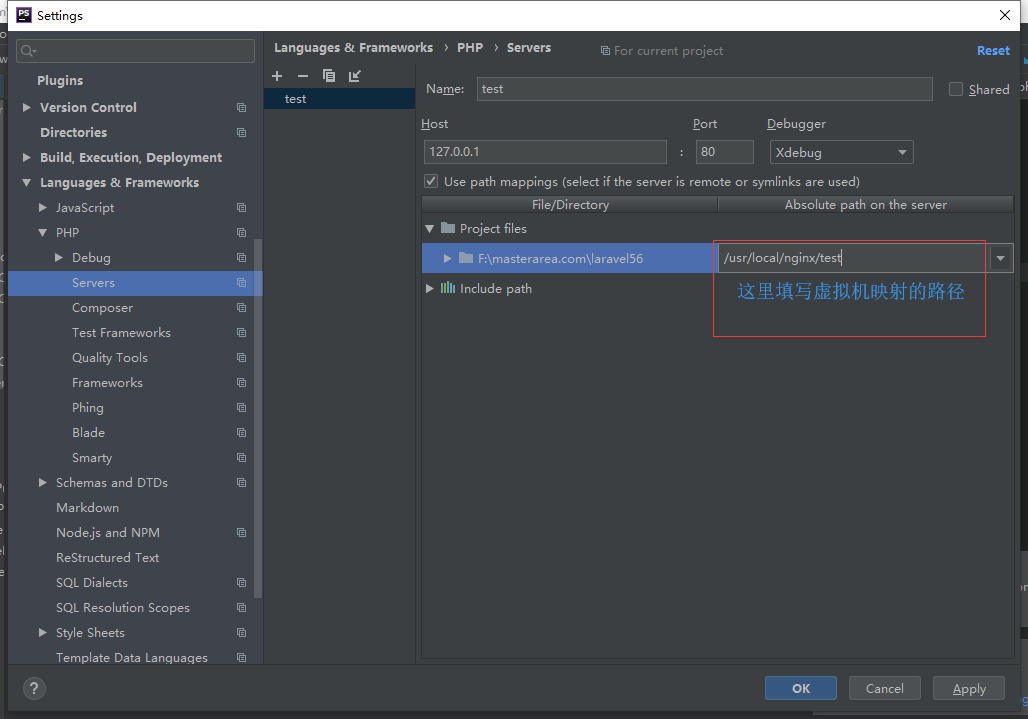 PS Settings
Languages & Frameworks › PHP › Servers For current project Reset
Plugins
Version Control
Directories
Build, Execution, Deployment
Languages & Frameworks
JavaScript
PHP
Debug
Servers
Composer
Test Frameworks
Quality Tools
Frameworks
Phing
Blade
Smarty
Schemas and DTDs
Markdown
Node.js and NPM
ReStructured Text
SQL Dialects
SQL Resolution Scopes
Style Sheets
Template Data Languages
test
Name: test Shared
Host Port Debugger
127.0.0.1 : 80 Xdebug
Use path mappings (select if the server is remote or symlinks are used)
File/Directory Absolute path on the server
Project files
F:\masterarea.com\laravel56 /usr/local/nginx/test
这里填写虚拟机映射的路径
Include path
? OK Cancel Apply